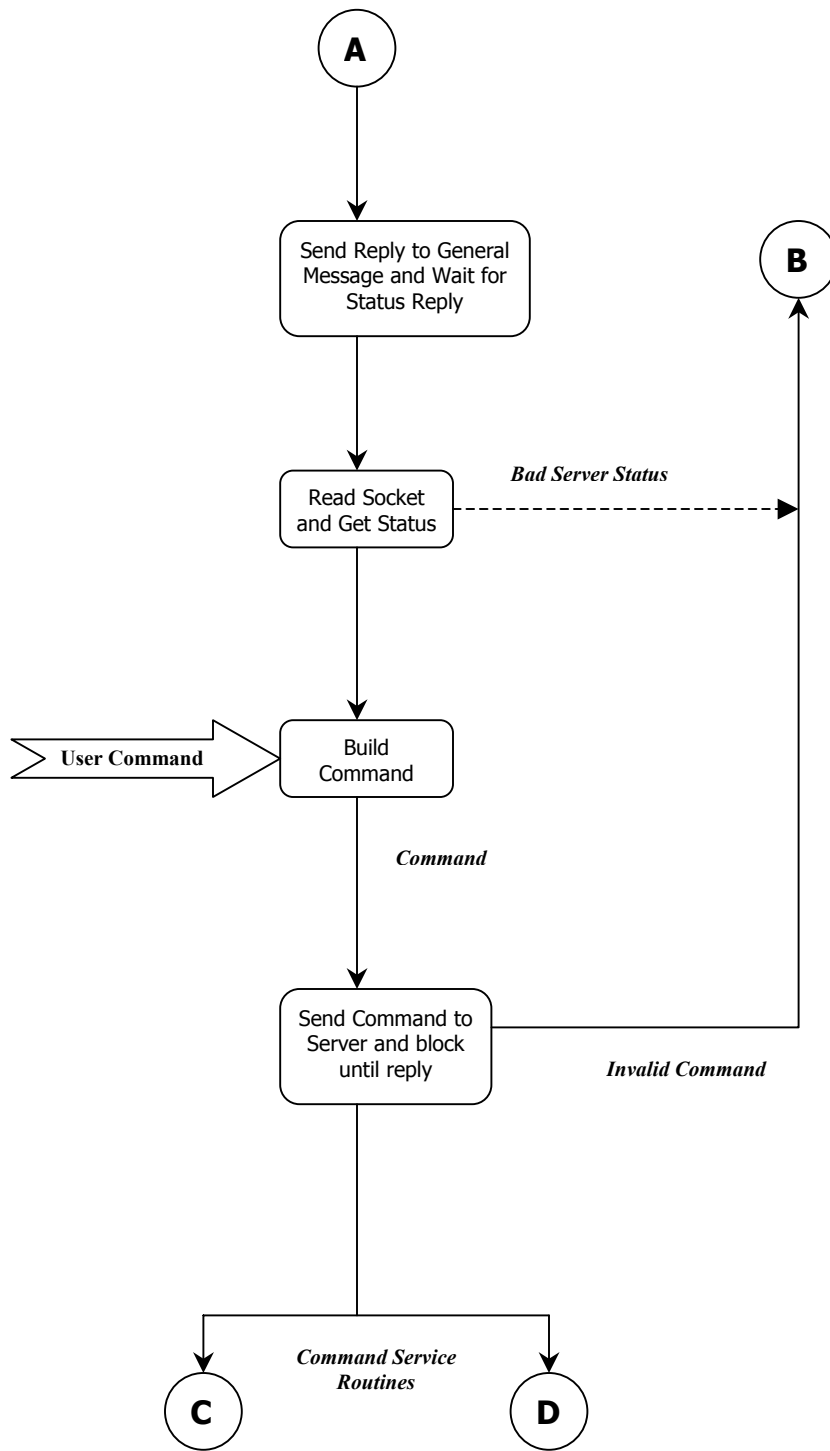 A
Send Reply to General
Message and Wait for
Status Reply
B
Bad Server Status
Read Socket
and Get Status
User Command
Build
Command
Command
Send Command to
Server and block
until reply
Invalid Command
Command Service
Routines
C
D